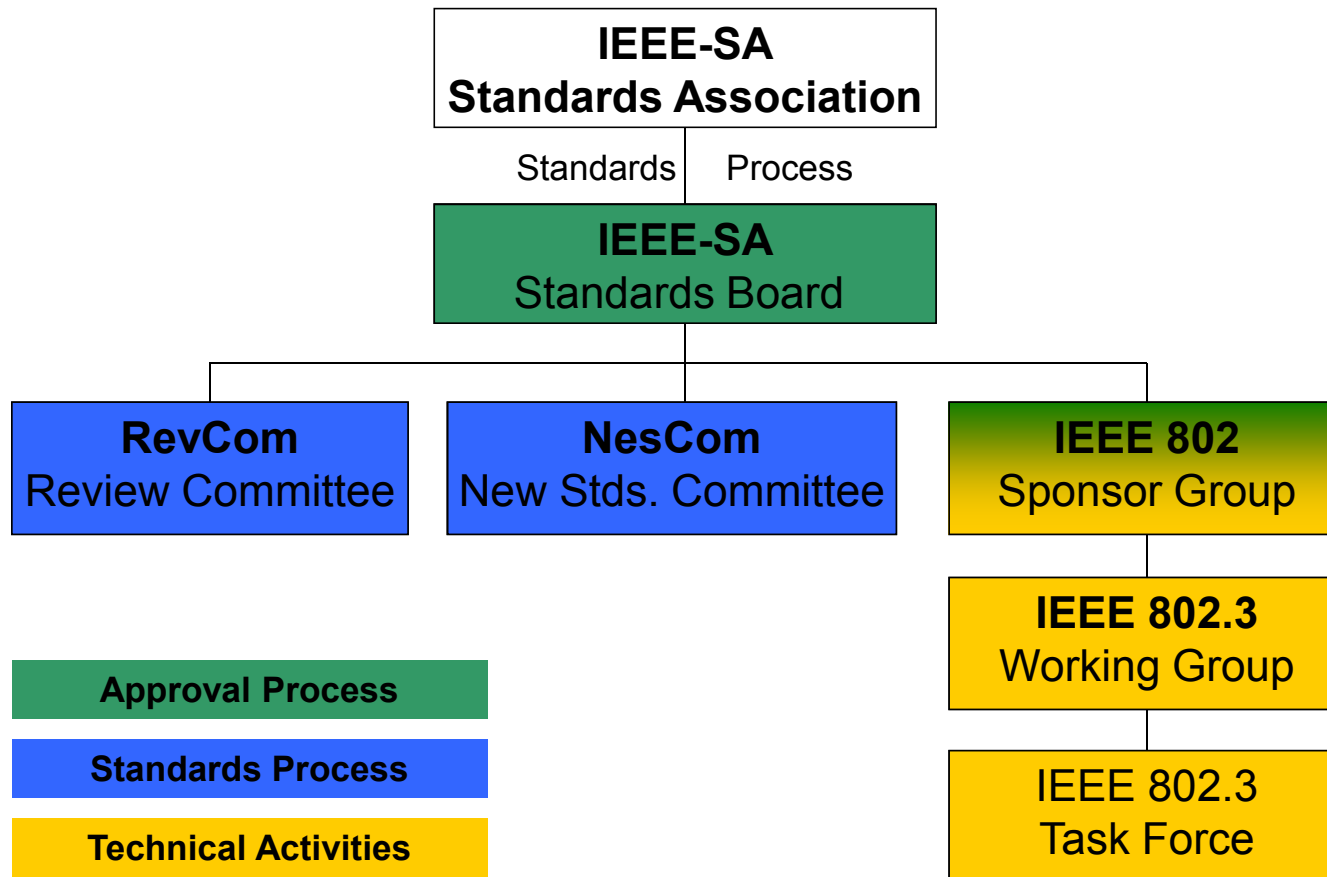 IEEE-SA
Standards Association
Standards Process
IEEE-SA
Standards Board
RevCom
Review Committee
NesCom
New Stds. Committee
IEEE 802
Sponsor Group
IEEE 802.3
Working Group
IEEE 802.3
Task Force
Approval Process
Standards Process
Technical Activities